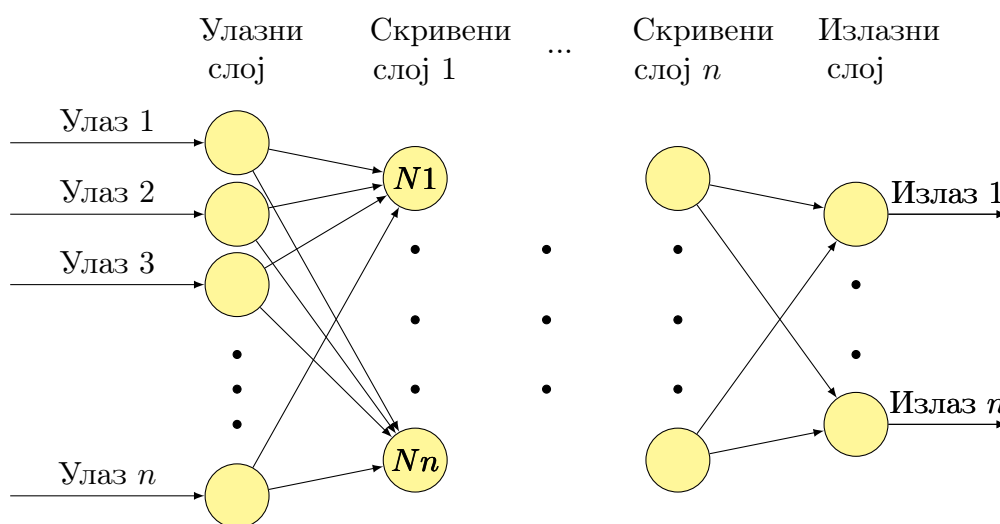 Улазни
слој
Скривени
слој 1
...
Скривени
слој n
Излазни
слој
Улаз 1
Улаз 2
Улаз 3
Улаз n
N1
Nn
Излаз 1
Излаз n